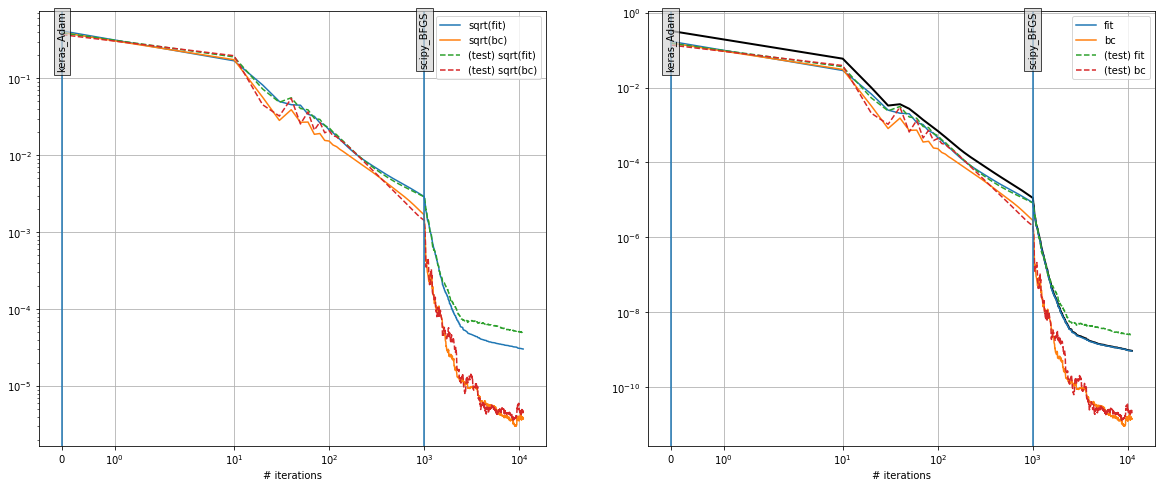 keras_Adam
scipy_BFGS
sqrt(fit)
sqrt(bc)
(test) sqrt(fit)
(test) sqrt(bc)
10⁻¹
10⁻²
10⁻³
10⁻⁴
10⁻⁵
0
10⁰
10¹
10²
10³
10⁴
# iterations
keras_Adam
scipy_BFGS
fit
bc
(test) fit
(test) bc
10⁰
10⁻²
10⁻⁴
10⁻⁶
10⁻⁸
10⁻¹⁰
0
10⁰
10¹
10²
10³
10⁴
# iterations